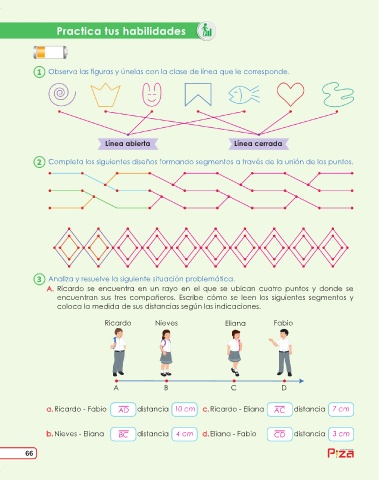 Practica tus habilidades
1 Observa las figuras y únelas con la clase de línea que le corresponde.
Línea abierta Línea cerrada
2 Completa los siguientes diseños formando segmentos a través de la unión de los puntos.
3 Analiza y resuelve la siguiente situación problemática.
A. Ricardo se encuentra en un rayo en el que se ubican cuatro puntos y donde se
encuentran sus tres compañeros. Escribe cómo se leen los siguientes segmentos y
coloca la medida de sus distancias según las indicaciones.
Ricardo Nieves Eliana Fabio
A B C D
a. Ricardo - Fabio AD distancia 10 cm c. Ricardo - Eliana AC distancia 7 cm
b. Nieves - Eliana BC distancia 4 cm d. Eliana - Fabio CD distancia 3 cm
66